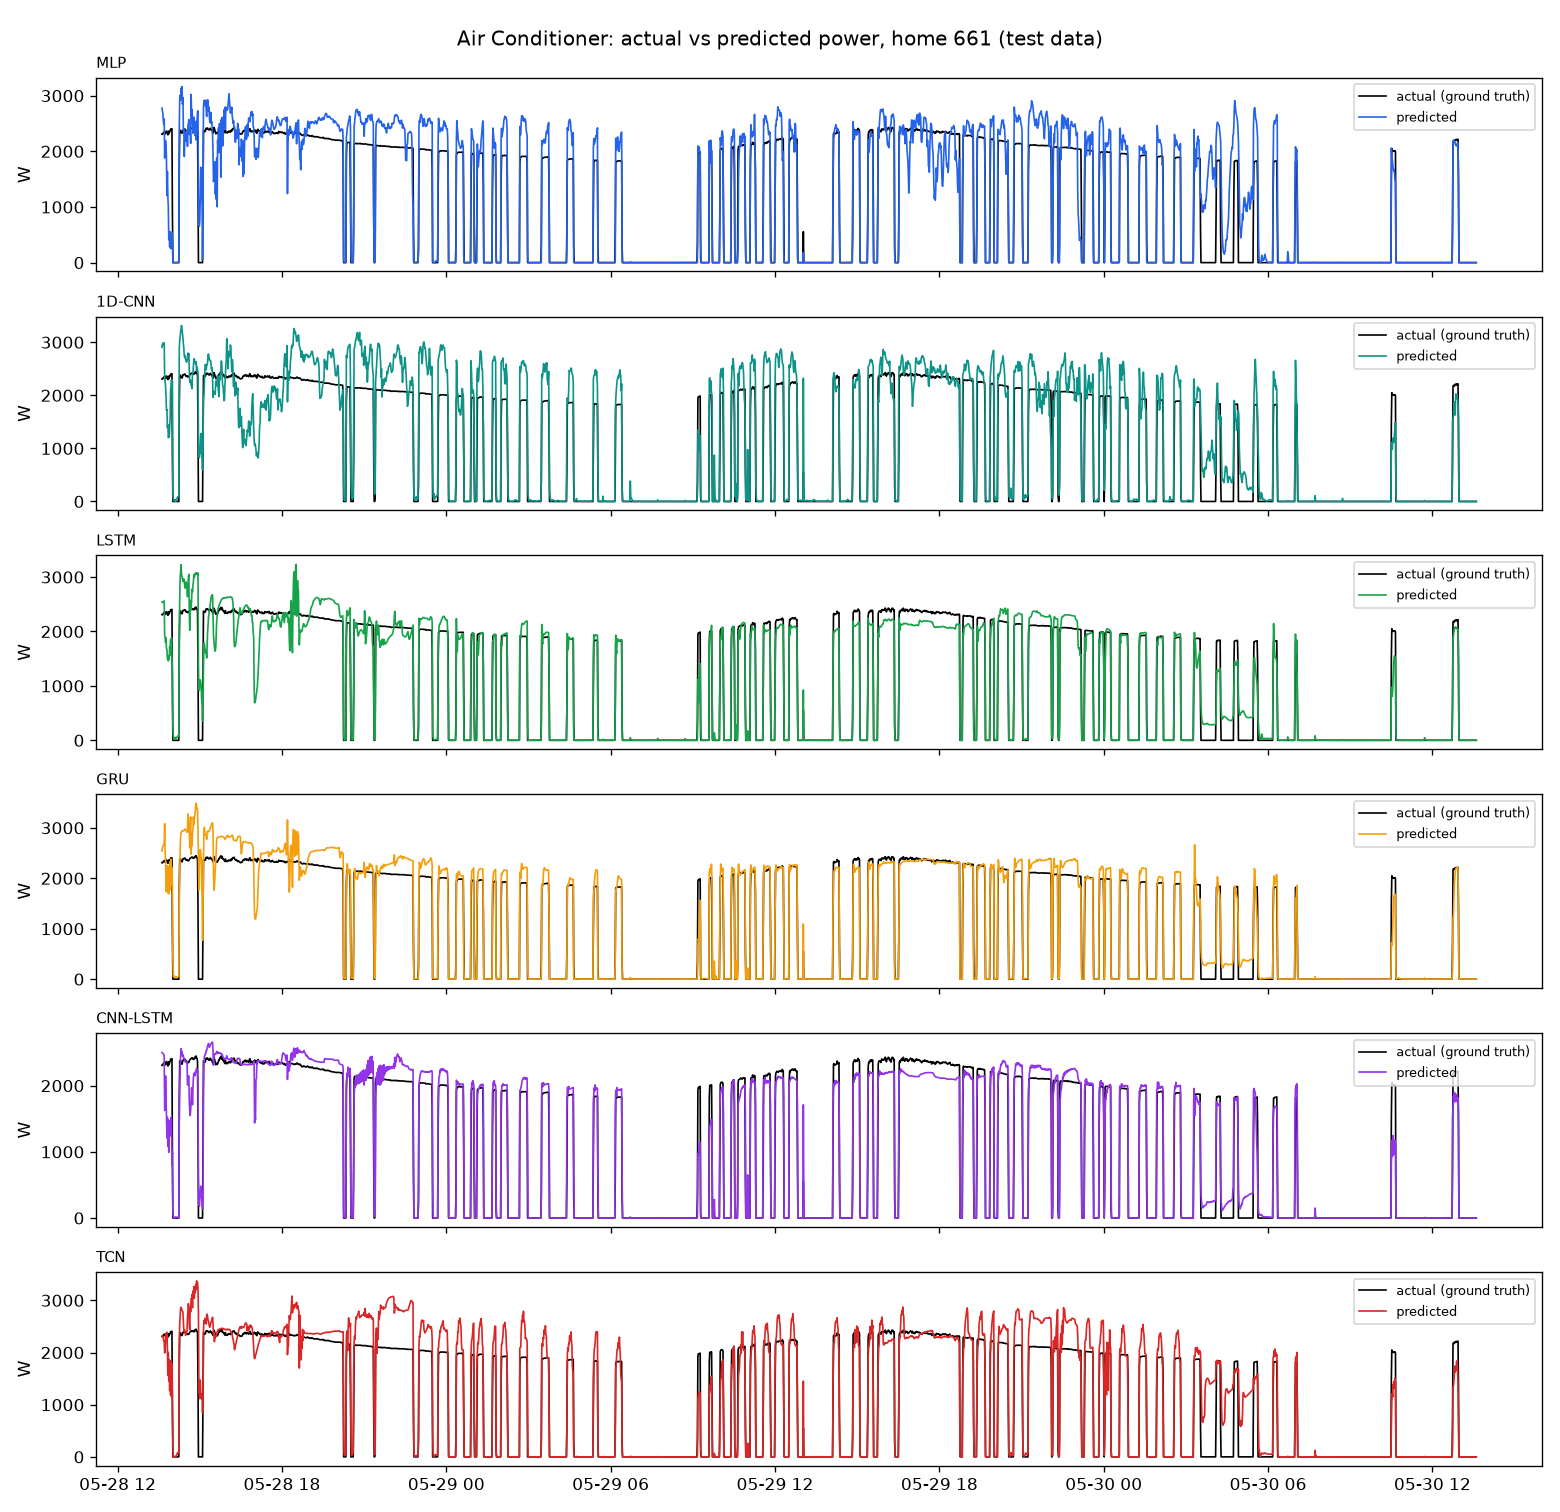 Air Conditioner: actual vs predicted power, home 661 (test data)
MLP
3000
2000
1000
0
W
actual (ground truth)
predicted
1D-CNN
3000
2000
1000
0
W
actual (ground truth)
predicted
LSTM
3000
2000
1000
0
W
actual (ground truth)
predicted
GRU
3000
2000
1000
0
W
actual (ground truth)
predicted
CNN-LSTM
2000
1000
0
W
actual (ground truth)
predicted
TCN
3000
2000
1000
0
W
actual (ground truth)
predicted
05-28 12 05-28 18 05-29 00 05-29 06 05-29 12 05-29 18 05-30 00 05-30 06 05-30 12